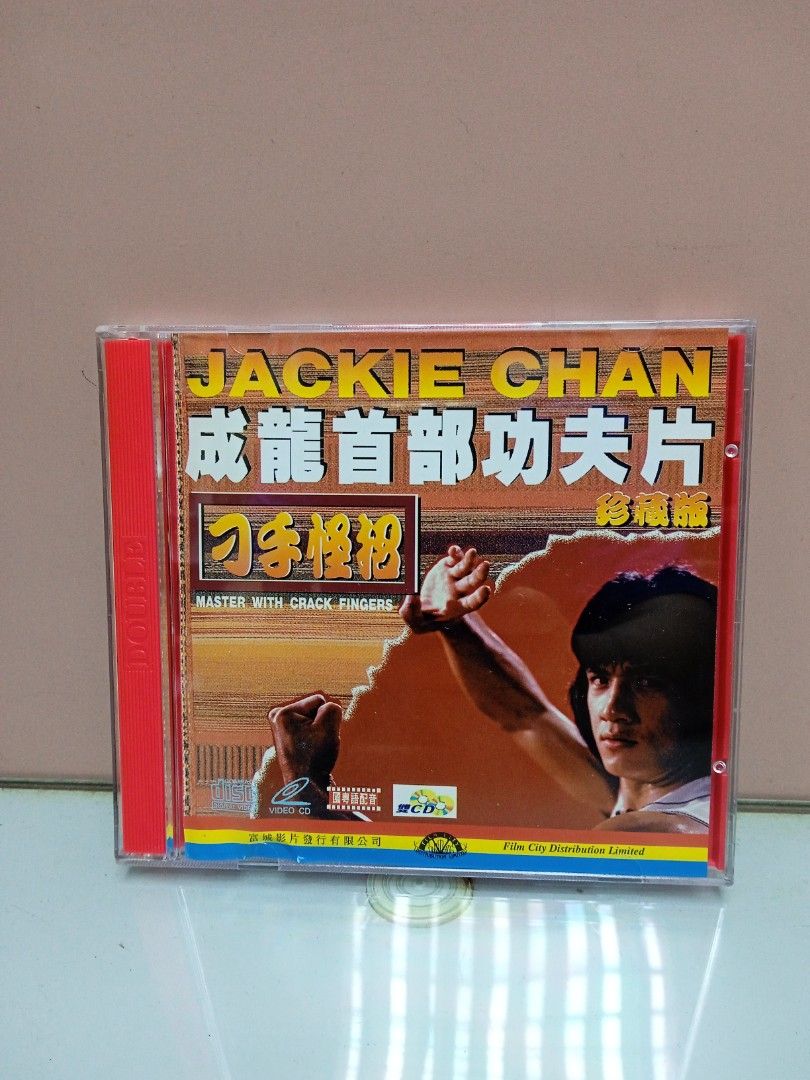 JACKIE CHAN
成龍首部功夫片
珍藏版
刁手怪招
MASTER WITH CRACK FINGERS
DOUBLE
disc
VIDEO CD
國粵語配音
雙CD
富城影片發行有限公司
Film City Distribution Limited